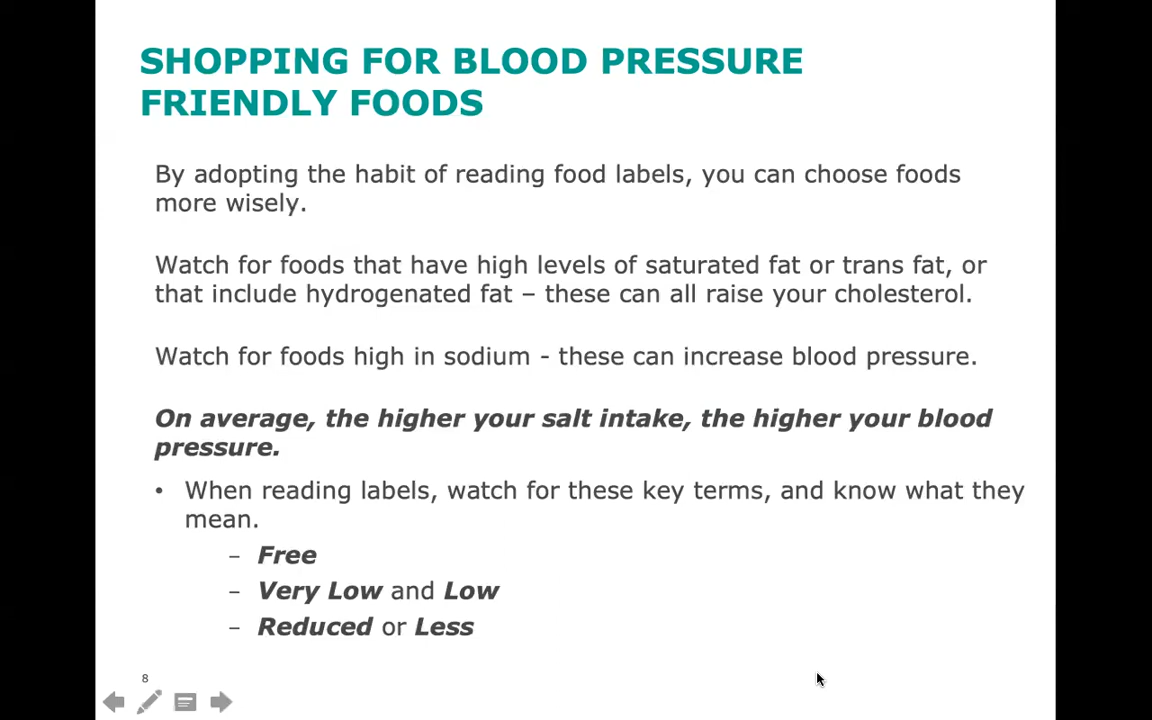 SHOPPING FOR BLOOD PRESSURE
FRIENDLY FOODS
By adopting the habit of reading food labels, you can choose foods
more wisely.
Watch for foods that have high levels of saturated fat or trans fat, or
that include hydrogenated fat – these can all raise your cholesterol.
Watch for foods high in sodium - these can increase blood pressure.
On average, the higher your salt intake, the higher your blood
pressure.
• When reading labels, watch for these key terms, and know what they
mean.
– Free
– Very Low and Low
– Reduced or Less
8